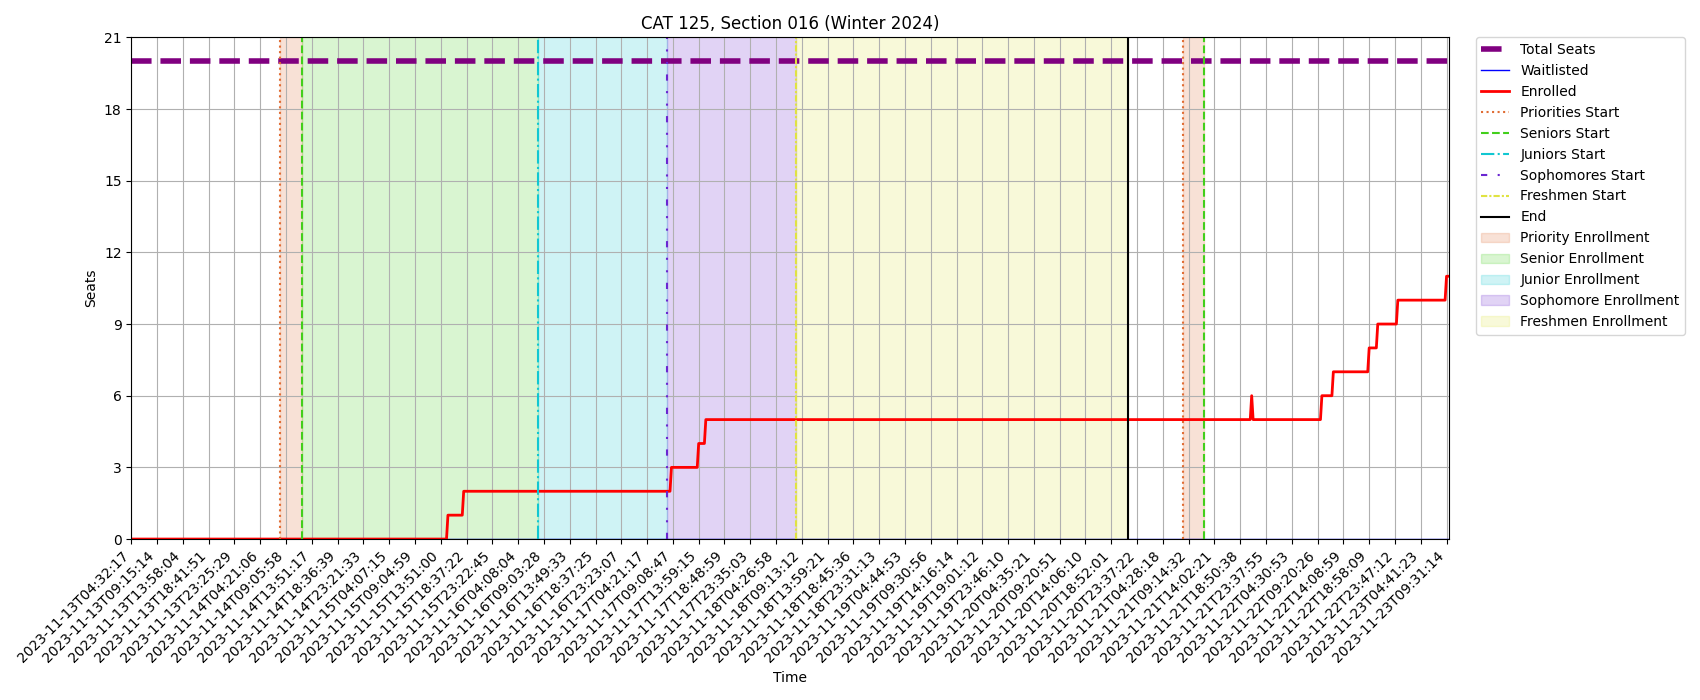 CAT 125, Section 016 (Winter 2024)
21
18
15
12
9
6
3
0
Seats
2023-11-13T04:32:17
2023-11-13T09:15:14
2023-11-13T13:58:04
2023-11-13T18:41:51
2023-11-13T23:25:29
2023-11-14T04:21:06
2023-11-14T09:05:58
2023-11-14T13:51:17
2023-11-14T18:36:39
2023-11-14T23:21:33
2023-11-15T04:07:15
2023-11-15T09:04:59
2023-11-15T13:51:00
2023-11-15T18:37:22
2023-11-15T23:22:45
2023-11-16T04:08:04
2023-11-16T09:03:28
2023-11-16T13:49:33
2023-11-16T18:37:25
2023-11-16T23:23:07
2023-11-17T04:21:17
2023-11-17T09:08:47
2023-11-17T13:59:15
2023-11-17T18:48:59
2023-11-17T23:35:03
2023-11-18T04:26:58
2023-11-18T09:13:12
2023-11-18T13:59:21
2023-11-18T18:45:36
2023-11-18T23:31:13
2023-11-19T04:44:53
2023-11-19T09:30:56
2023-11-19T14:16:14
2023-11-19T19:01:12
2023-11-19T23:46:10
2023-11-20T04:35:21
2023-11-20T09:20:51
2023-11-20T14:06:10
2023-11-20T18:52:01
2023-11-20T23:37:22
2023-11-21T04:28:18
2023-11-21T09:14:32
2023-11-21T14:02:21
2023-11-21T18:50:38
2023-11-21T23:37:55
2023-11-22T04:30:53
2023-11-22T09:20:26
2023-11-22T14:08:59
2023-11-22T18:58:09
2023-11-22T23:47:12
2023-11-23T04:41:23
2023-11-23T09:31:14
Time
Total Seats
Waitlisted
Enrolled
Priorities Start
Seniors Start
Juniors Start
Sophomores Start
Freshmen Start
End
Priority Enrollment
Senior Enrollment
Junior Enrollment
Sophomore Enrollment
Freshmen Enrollment